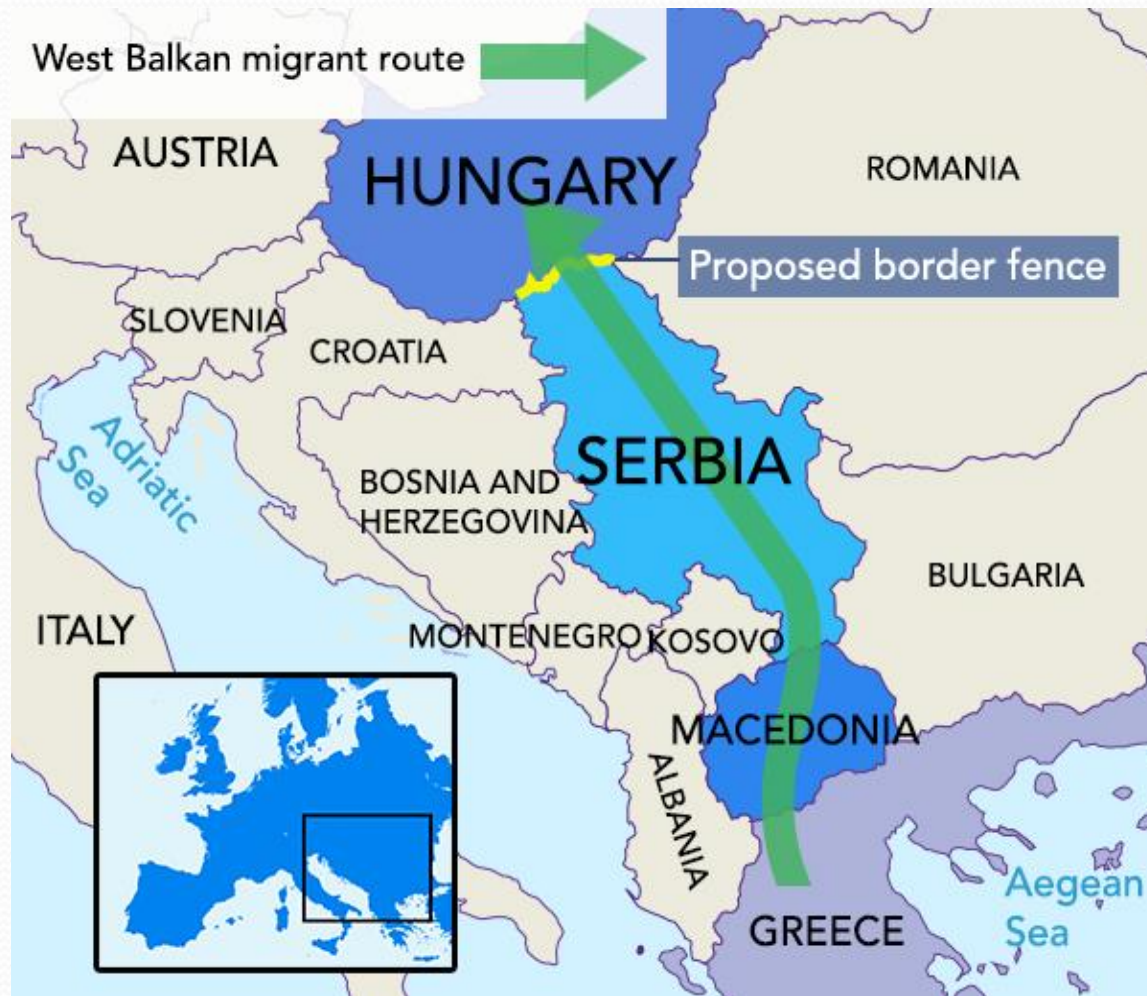 West Balkan migrant route
AUSTRIA
HUNGARY
ROMANIA
Proposed border fence
SLOVENIA
CROATIA
Adriatic
Sea
SERBIA
BOSNIA AND
HERZEGOVINA
BULGARIA
ITALY
MONTENEGRO
KOSOVO
MACEDONIA
ALBANIA
GREECE
Aegean
Sea